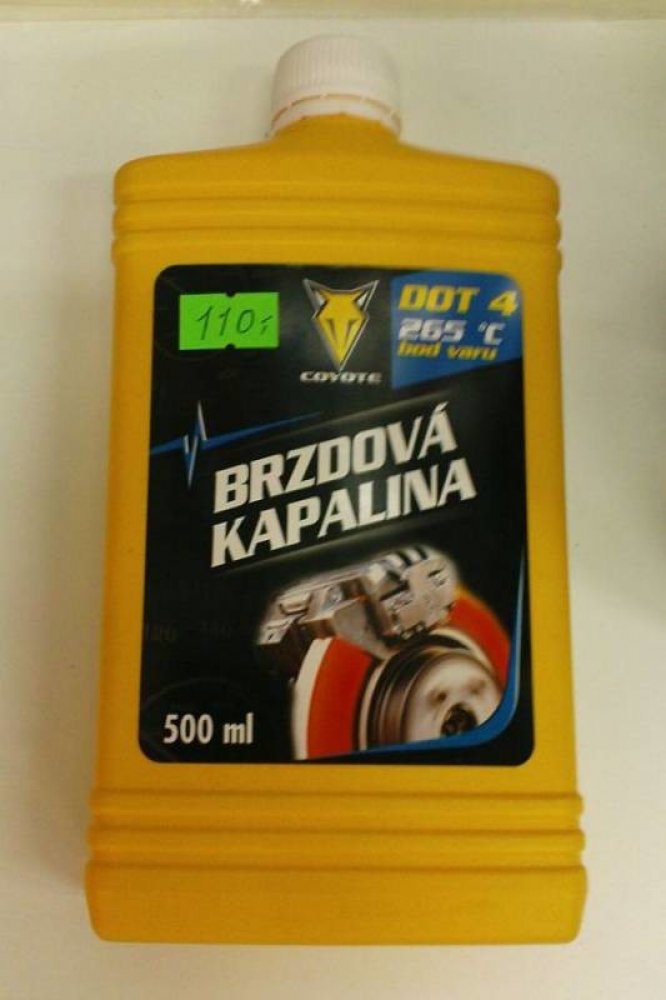 110,-
COYOTE
DOT 4
265 °C
bod varu
BRZDOVÁ
KAPALINA
500 ml